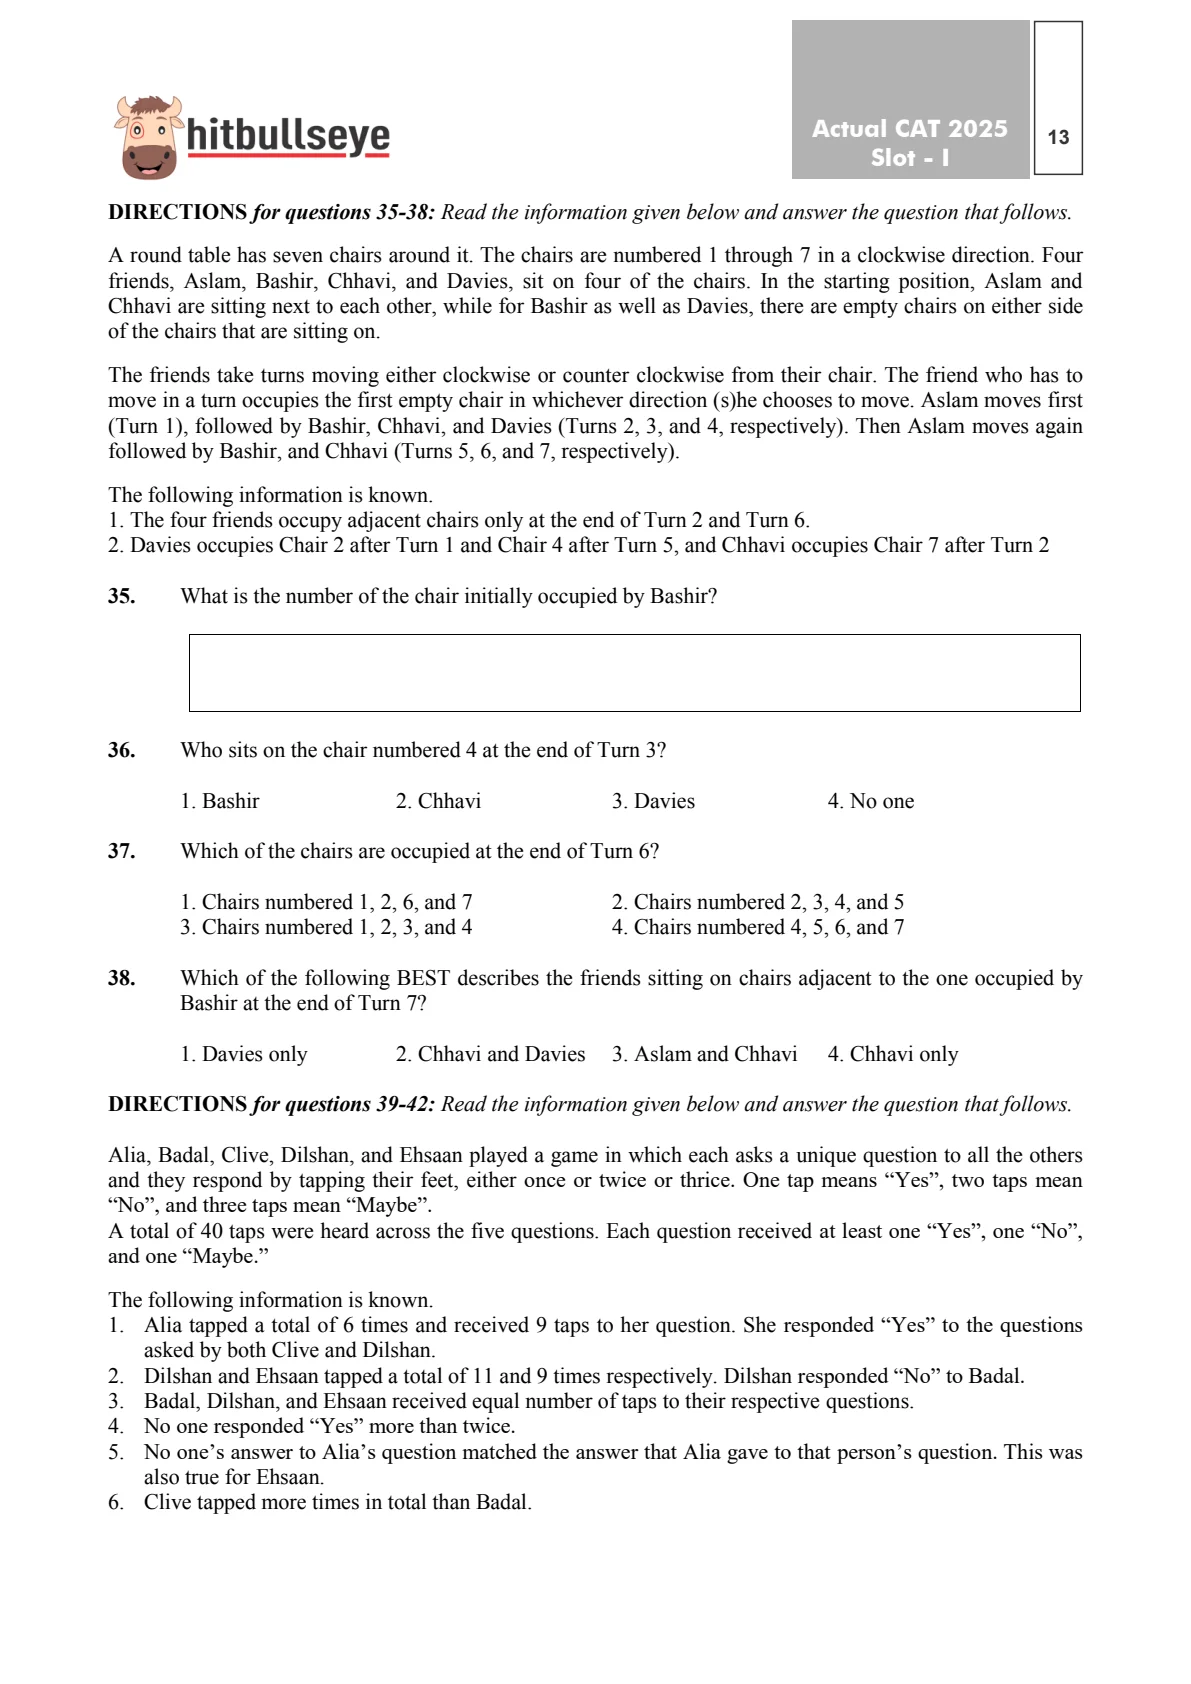 hitbullseye
Actual CAT 2025
Slot - I
13
DIRECTIONS for questions 35-38: Read the information given below and answer the question that follows.
A round table has seven chairs around it. The chairs are numbered 1 through 7 in a clockwise direction. Four
friends, Aslam, Bashir, Chhavi, and Davies, sit on four of the chairs. In the starting position, Aslam and
Chhavi are sitting next to each other, while for Bashir as well as Davies, there are empty chairs on either side
of the chairs that are sitting on.
The friends take turns moving either clockwise or counter clockwise from their chair. The friend who has to
move in a turn occupies the first empty chair in whichever direction (s)he chooses to move. Aslam moves first
(Turn 1), followed by Bashir, Chhavi, and Davies (Turns 2, 3, and 4, respectively). Then Aslam moves again
followed by Bashir, and Chhavi (Turns 5, 6, and 7, respectively).
The following information is known.
1. The four friends occupy adjacent chairs only at the end of Turn 2 and Turn 6.
2. Davies occupies Chair 2 after Turn 1 and Chair 4 after Turn 5, and Chhavi occupies Chair 7 after Turn 2
35. What is the number of the chair initially occupied by Bashir?
36. Who sits on the chair numbered 4 at the end of Turn 3?
1. Bashir 2. Chhavi 3. Davies 4. No one
37. Which of the chairs are occupied at the end of Turn 6?
1. Chairs numbered 1, 2, 6, and 7 2. Chairs numbered 2, 3, 4, and 5
3. Chairs numbered 1, 2, 3, and 4 4. Chairs numbered 4, 5, 6, and 7
38. Which of the following BEST describes the friends sitting on chairs adjacent to the one occupied by
Bashir at the end of Turn 7?
1. Davies only 2. Chhavi and Davies 3. Aslam and Chhavi 4. Chhavi only
DIRECTIONS for questions 39-42: Read the information given below and answer the question that follows.
Alia, Badal, Clive, Dilshan, and Ehsaan played a game in which each asks a unique question to all the others
and they respond by tapping their feet, either once or twice or thrice. One tap means “Yes”, two taps mean
“No”, and three taps mean “Maybe”.
A total of 40 taps were heard across the five questions. Each question received at least one “Yes”, one “No”,
and one “Maybe.”
The following information is known.
1. Alia tapped a total of 6 times and received 9 taps to her question. She responded “Yes” to the questions
asked by both Clive and Dilshan.
2. Dilshan and Ehsaan tapped a total of 11 and 9 times respectively. Dilshan responded “No” to Badal.
3. Badal, Dilshan, and Ehsaan received equal number of taps to their respective questions.
4. No one responded “Yes” more than twice.
5. No one’s answer to Alia’s question matched the answer that Alia gave to that person’s question. This was
also true for Ehsaan.
6. Clive tapped more times in total than Badal.